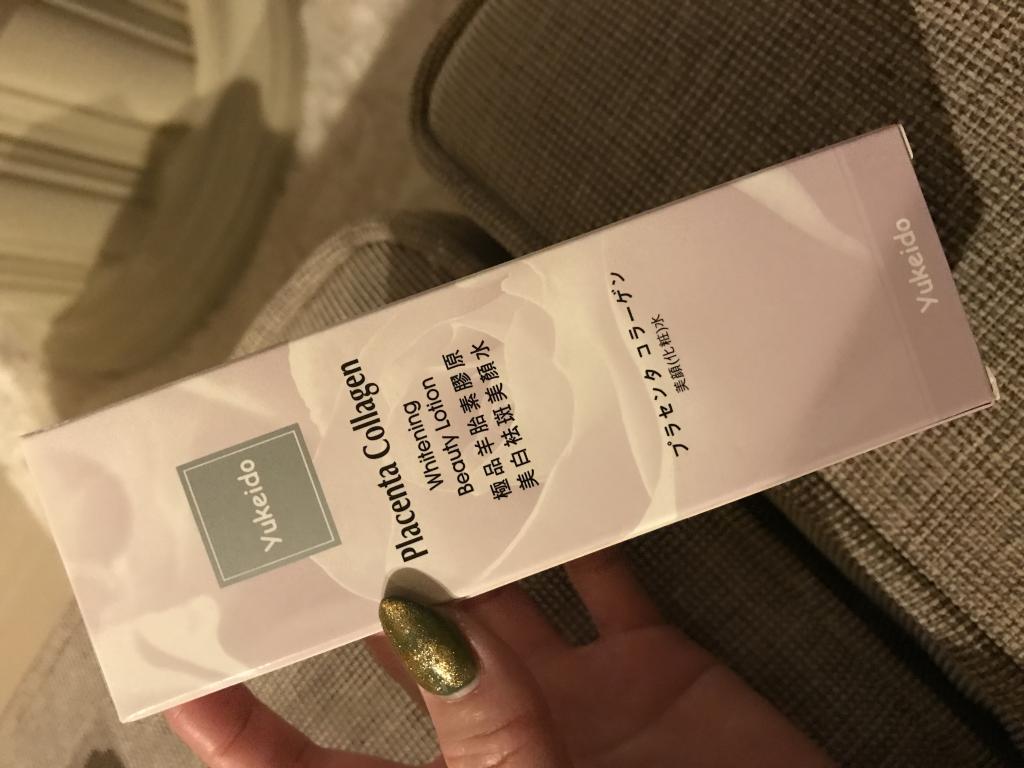 Yukeido
Placenta Collagen
Whitening
Beauty Lotion
極品羊胎素膠原
美白祛斑美顏水
プラセンタ コラーゲン
美顔(化粧)水
Yukeido